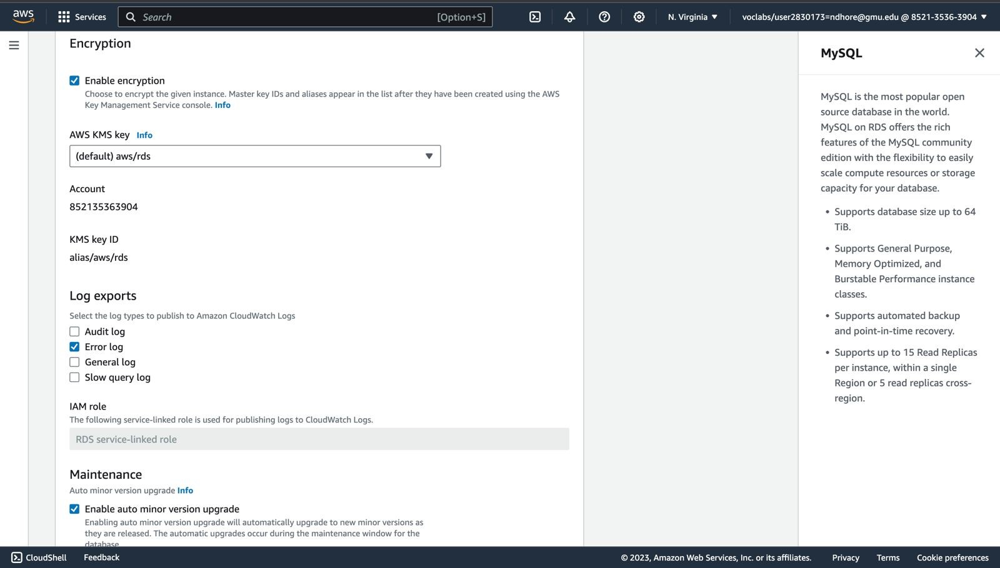 aws
Services
Search
[Option+S]
N. Virginia
voclabs/user2830173=ndhore@gmu.edu @ 8521-3536-3904
Encryption
Enable encryption
Choose to encrypt the given instance. Master key IDs and aliases appear in the list after they have been created using the AWS
Key Management Service console. Info
AWS KMS key Info
(default) aws/rds
Account
852135363904
KMS key ID
alias/aws/rds
Log exports
Select the log types to publish to Amazon CloudWatch Logs
Audit log
Error log
General log
Slow query log
IAM role
The following service-linked role is used for publishing logs to CloudWatch Logs.
RDS service-linked role
Maintenance
Auto minor version upgrade Info
Enable auto minor version upgrade
Enabling auto minor version upgrade will automatically upgrade to new minor versions as
they are released. The automatic upgrades occur during the maintenance window for the
database.
MySQL
MySQL is the most popular open
source database in the world.
MySQL on RDS offers the rich
features of the MySQL community
edition with the flexibility to easily
scale compute resources or storage
capacity for your database.
• Supports database size up to 64
TiB.
• Supports General Purpose,
Memory Optimized, and
Burstable Performance instance
classes.
• Supports automated backup
and point-in-time recovery.
• Supports up to 15 Read Replicas
per instance, within a single
Region or 5 read replicas cross-
region.
CloudShell
Feedback
© 2023, Amazon Web Services, Inc. or its affiliates.
Privacy
Terms
Cookie preferences